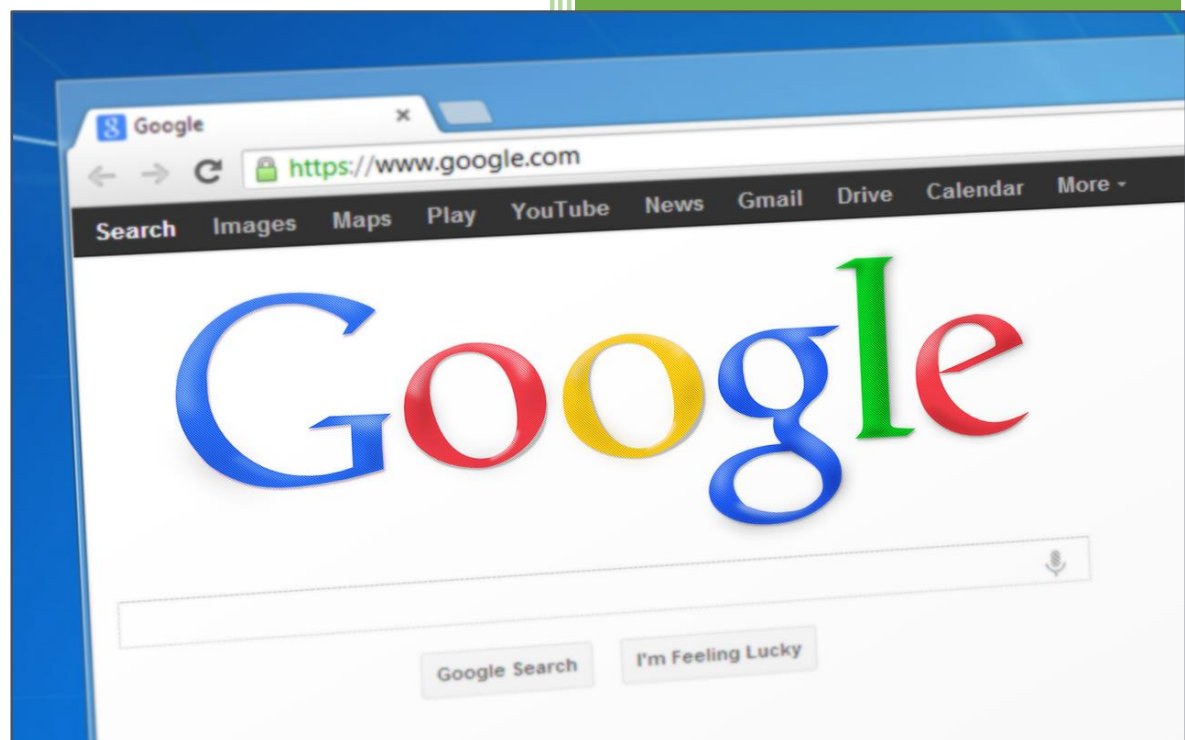 Google
https://www.google.com
Search Images Maps Play YouTube News Gmail Drive Calendar More
Google
Google Search I'm Feeling Lucky